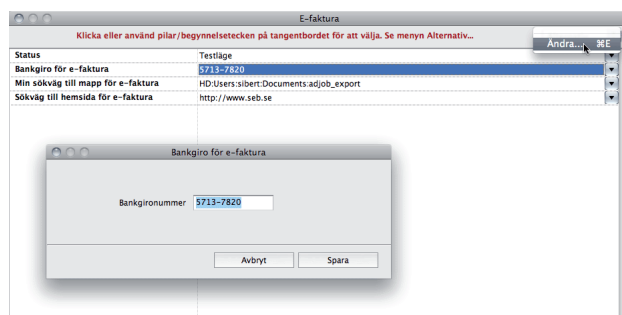 E-faktura
Klicka eller använd pilar/begynnelsetecken på tangentbordet för att välja. Se menyn Alternativ...
Ändra... ⌘E
Status Testläge
Bankgiro för e-faktura 5713-7820
Min sökväg till mapp för e-faktura HD:Users:sibert:Documents:adjob_export
Sökväg till hemsida för e-faktura http://www.seb.se
Bankgiro för e-faktura
Bankgironummer 5713-7820
Avbryt Spara